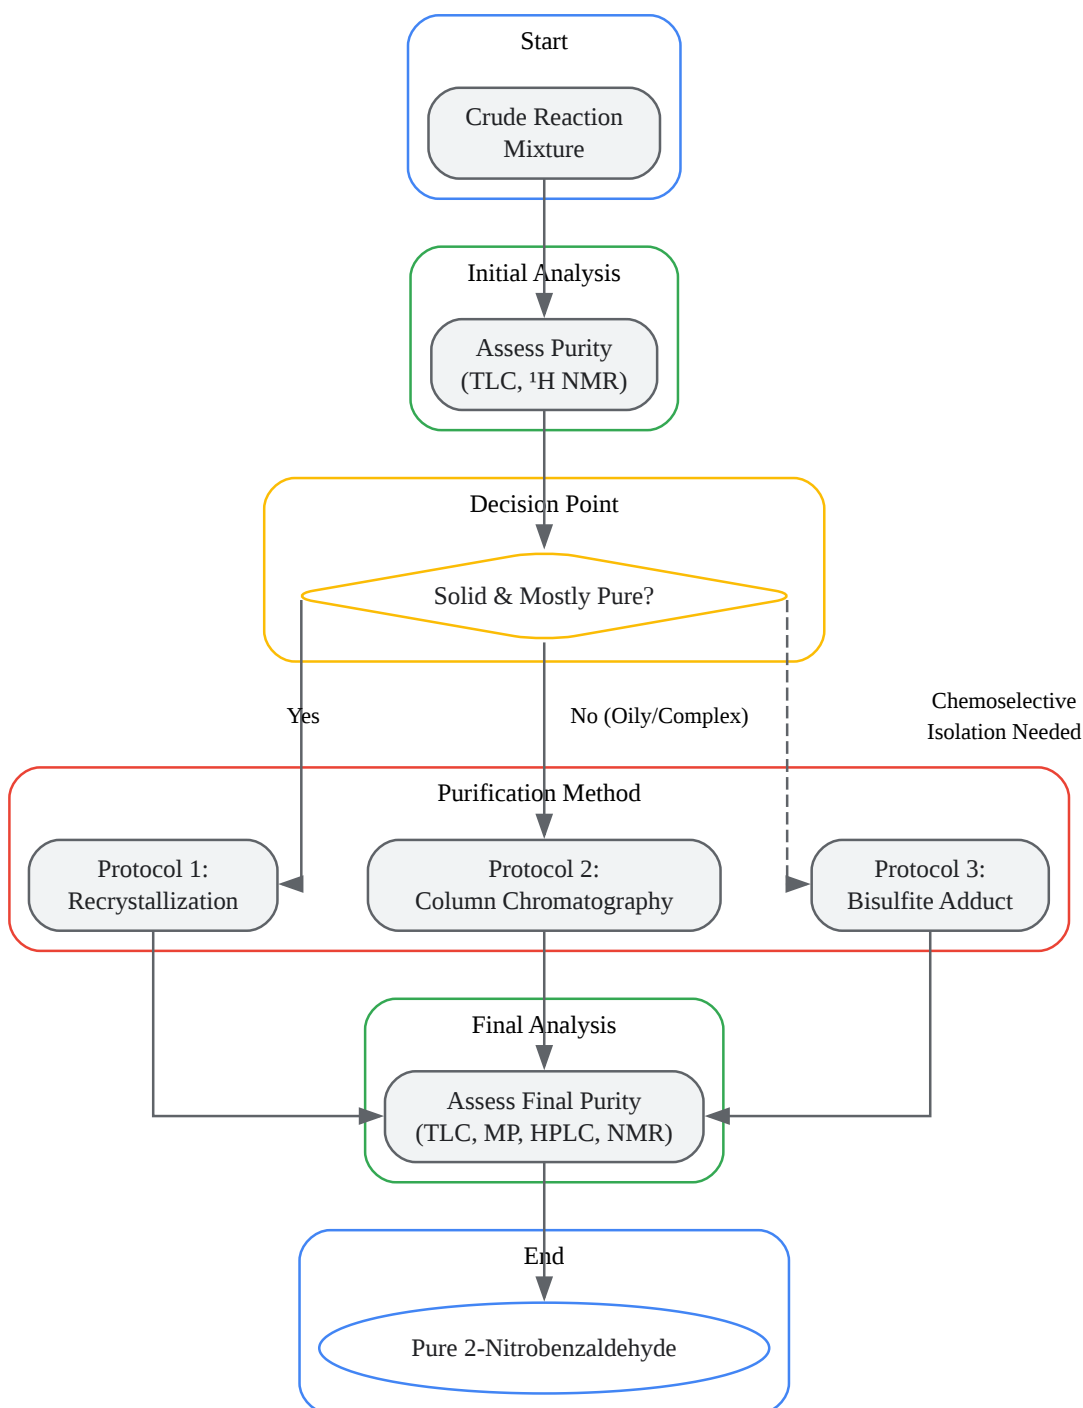 Start
Crude Reaction
Mixture
Initial Analysis
Assess Purity
(TLC, ¹H NMR)
Decision Point
Solid & Mostly Pure?
Yes
No (Oily/Complex)
Chemoselective
Isolation Needed
Purification Method
Protocol 1:
Recrystallization
Protocol 2:
Column Chromatography
Protocol 3:
Bisulfite Adduct
Final Analysis
Assess Final Purity
(TLC, MP, HPLC, NMR)
End
Pure 2-Nitrobenzaldehyde